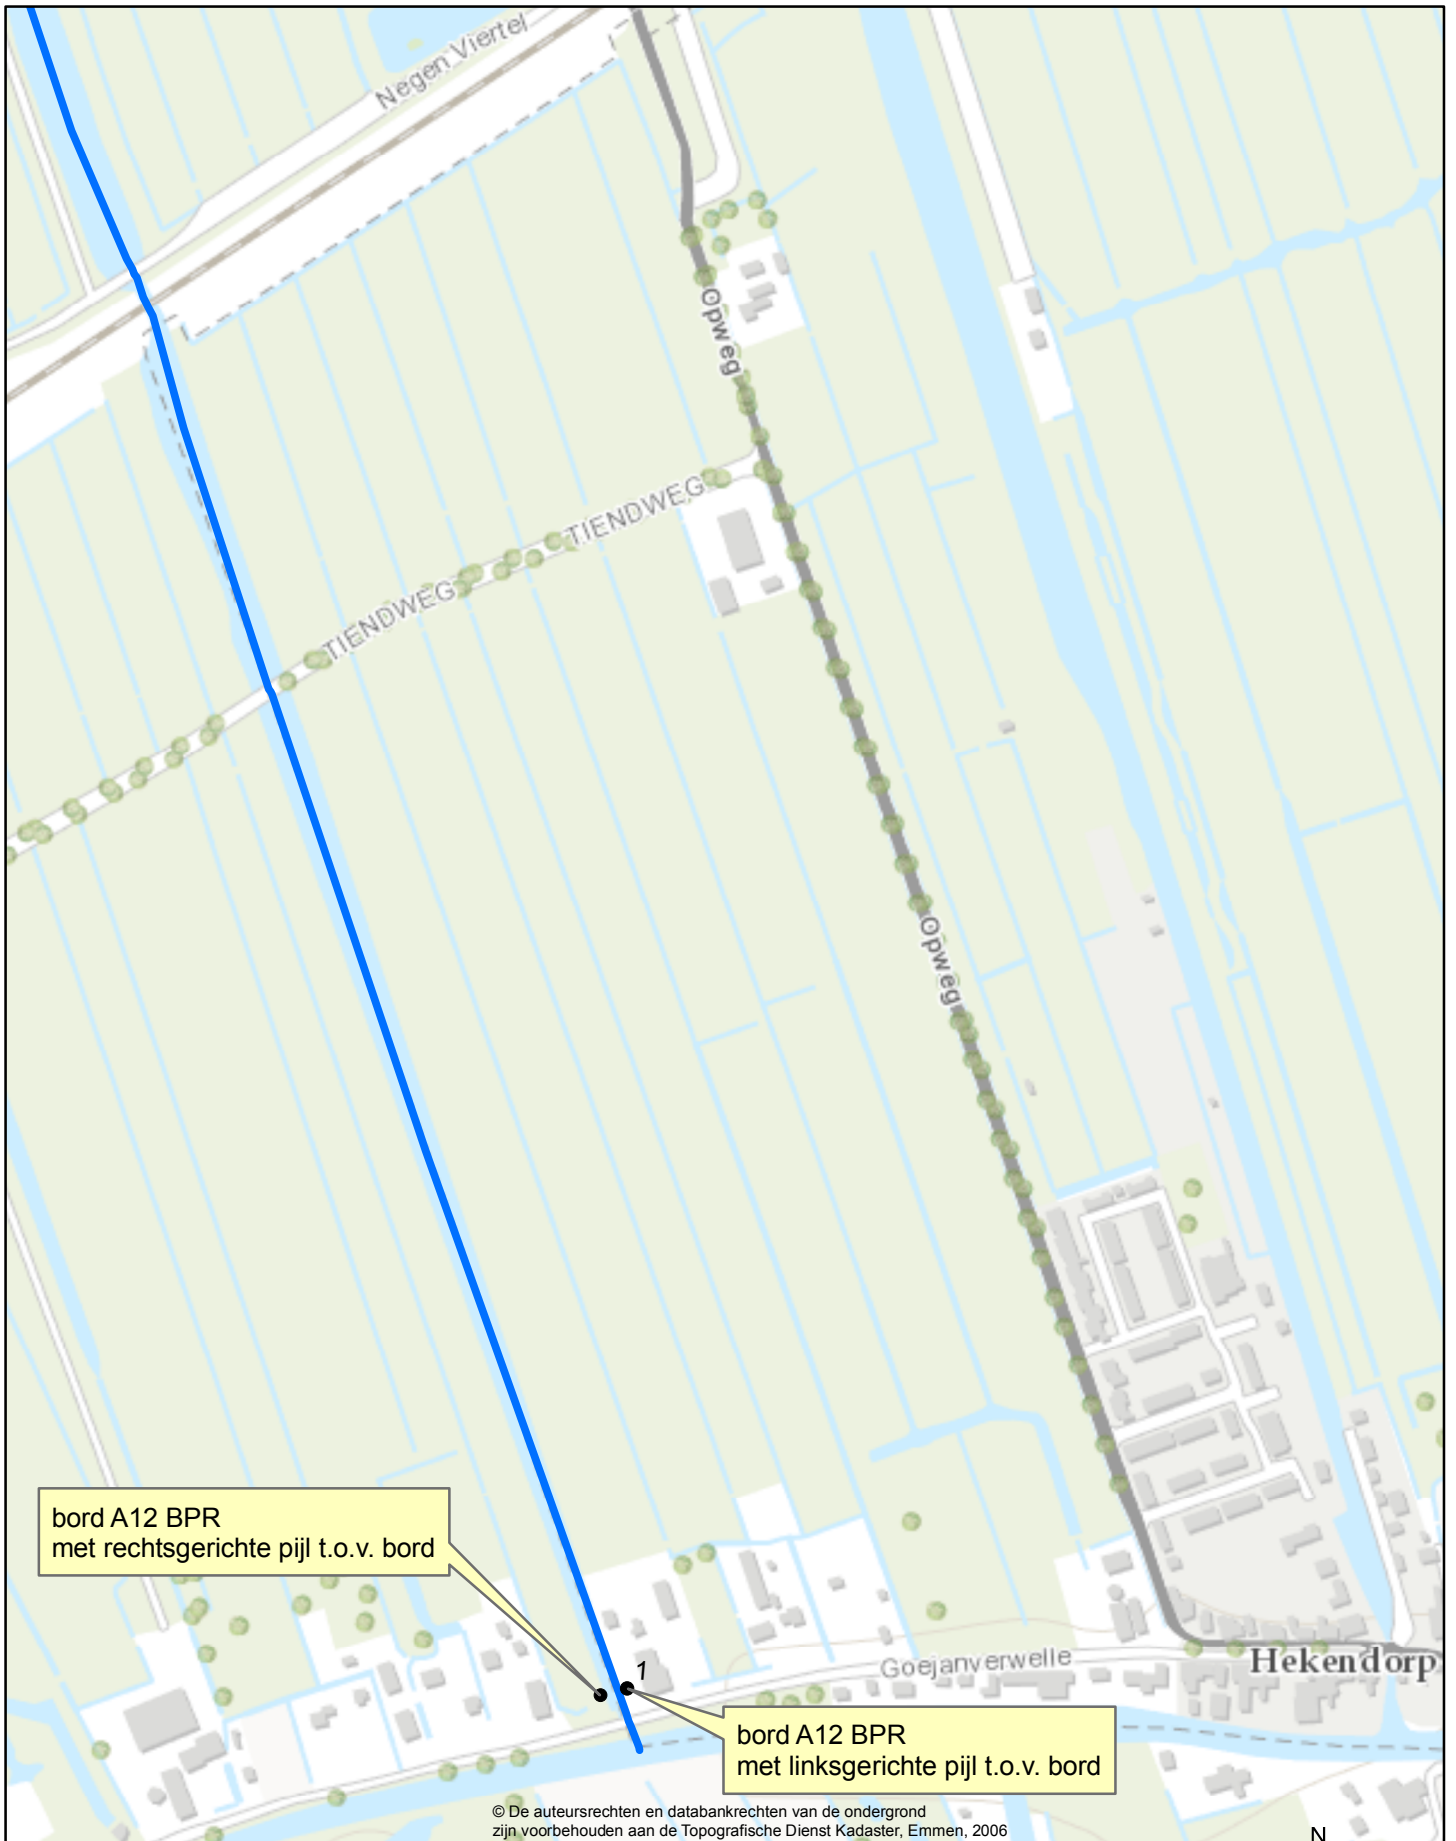 Negen Viertel
Opweg
TIENDWEG
TIENDWEG
Opweg
bord A12 BPR
met rechtsgerichte pijl t.o.v. bord
1
Goejanverwelle
Hekendorp
bord A12 BPR
met linksgerichte pijl t.o.v. bord
© De auteursrechten en databankrechten van de ondergrond
zijn voorbehouden aan de Topografische Dienst Kadaster, Emmen, 2006
N